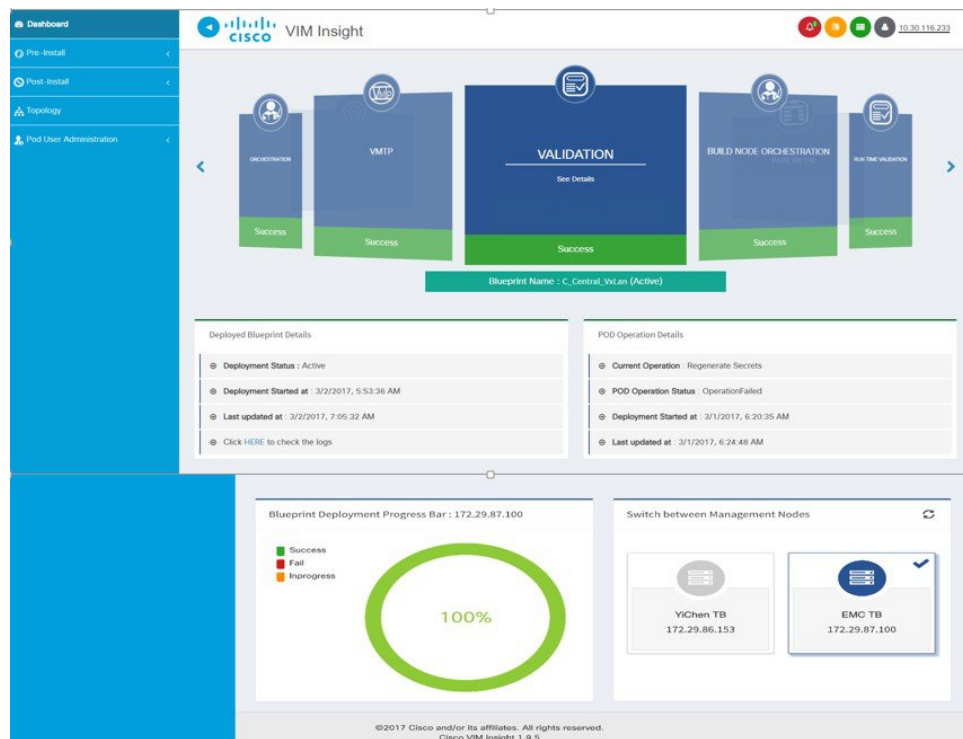 Dashboard
Pre-Install
Post-Install
Topology
Pod User Administration
CISCO
VIM Insight
10.30.116.233
ORCHESTRATION
Success
VMTP
Success
VALIDATION
See Details
Success
BUILD NODE ORCHESTRATION
Success
RUN TIME VALIDATION
Success
Blueprint Name : C_Central_VxLan (Active)
Deployed Blueprint Details
Deployment Status : Active
Deployment Started at : 3/2/2017, 5:53:36 AM
Last updated at : 3/2/2017, 7:05:32 AM
Click HERE to check the logs
POD Operation Details
Current Operation : Regenerate Secrets
POD Operation Status : OperationFailed
Deployment Started at : 3/1/2017, 6:20:35 AM
Last updated at : 3/1/2017, 6:24:48 AM
Blueprint Deployment Progress Bar : 172.29.87.100
Success
Fail
Inprogress
100%
Switch between Management Nodes
YiChen TB
172.29.86.153
EMC TB
172.29.87.100
©2017 Cisco and/or its affiliates. All rights reserved.
Cisco VIM Insight 1.9.5